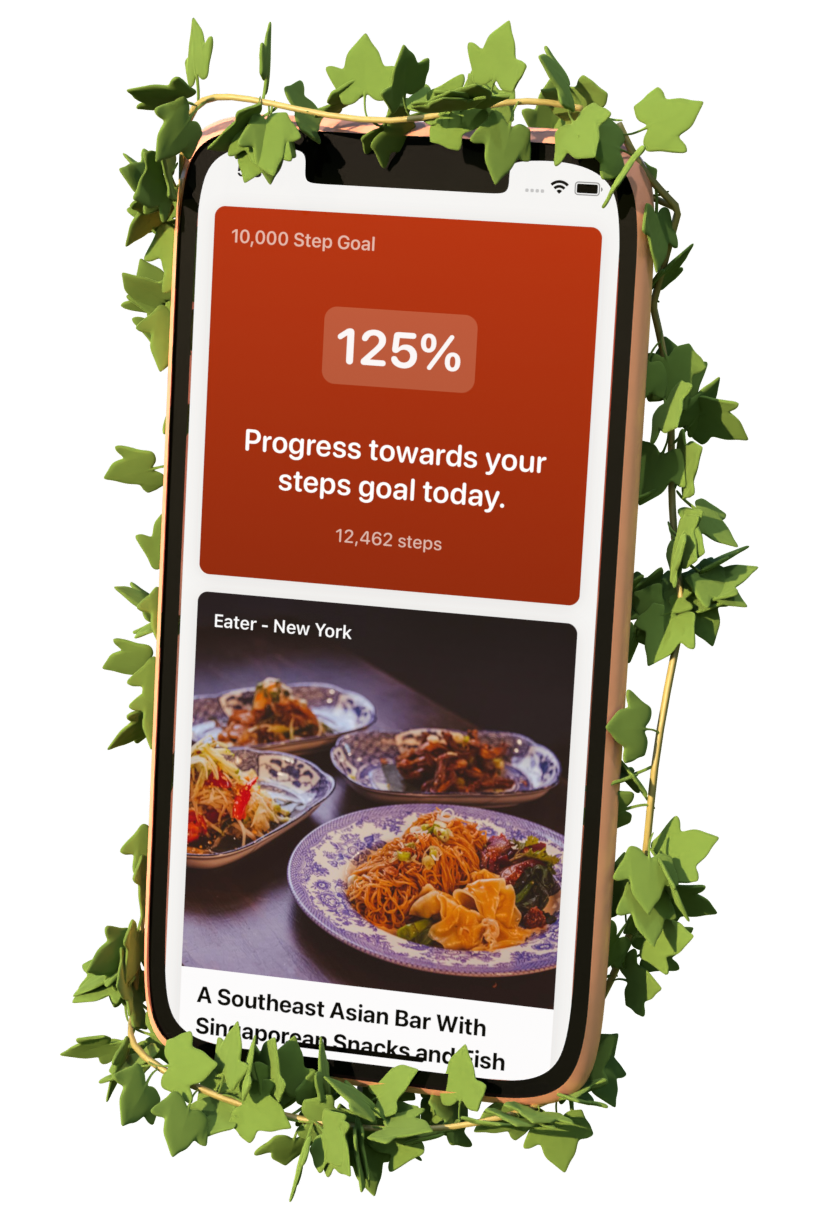 10,000 Step Goal
125%
Progress towards your
steps goal today.
12,462 steps
Eater - New York
A Southeast Asian Bar With
Singaporean Snacks and Fish